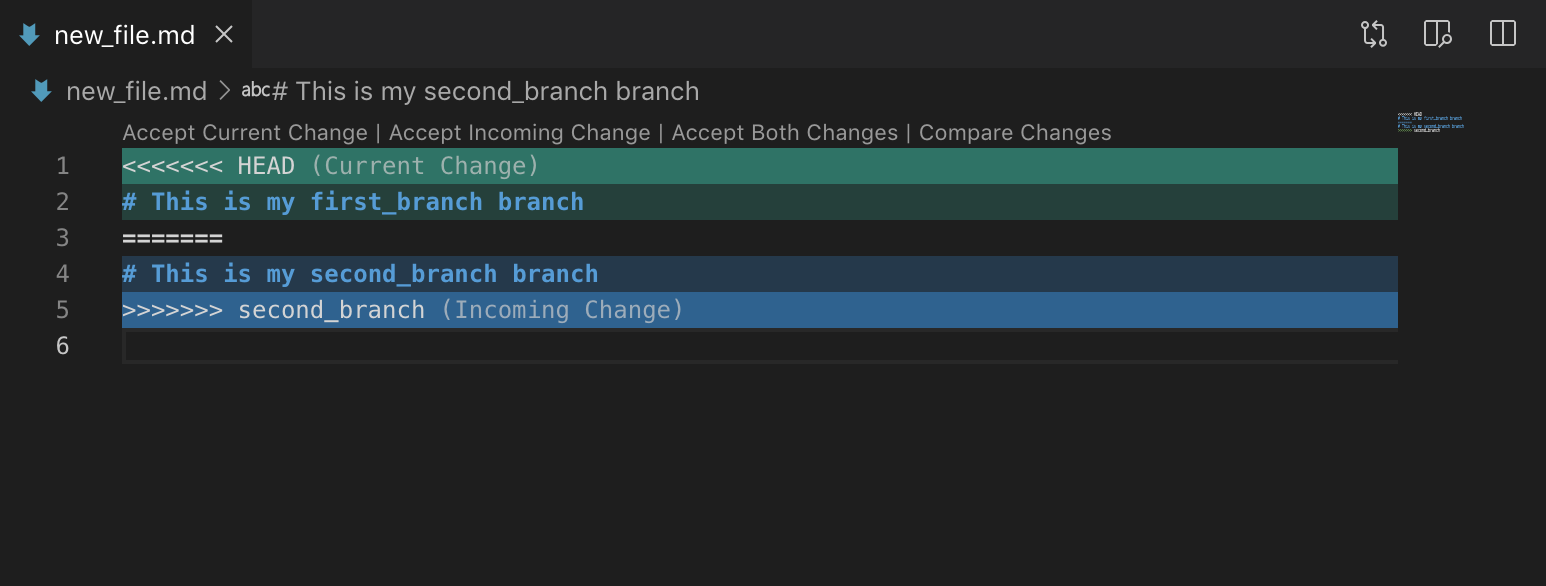 new_file.md
new_file.md > abc # This is my second_branch branch
Accept Current Change | Accept Incoming Change | Accept Both Changes | Compare Changes
1 <<<<<<< HEAD (Current Change)
2 # This is my first_branch branch
3 =======
4 # This is my second_branch branch
5 >>>>>>> second_branch (Incoming Change)
6